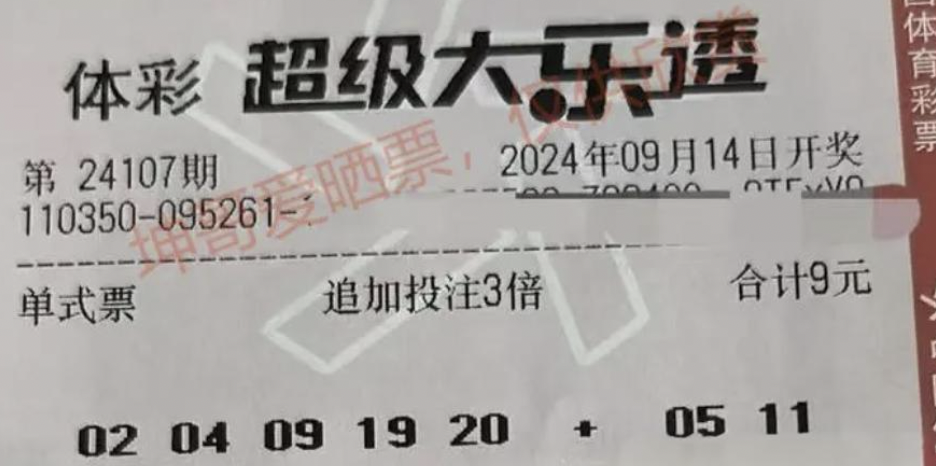 体彩 超级大乐透
第 24107期 2024年09月14日开奖
110350-095261-
单式票 追加投注3倍 合计9元
02 04 09 19 20 + 05 11
坤哥爱晒票，仅供欣赏
体育彩票